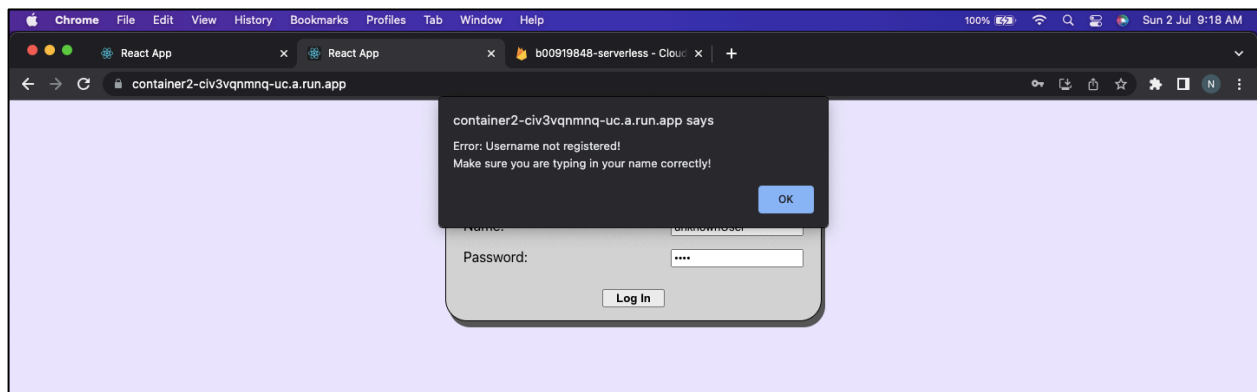 Chrome File Edit View History Bookmarks Profiles Tab Window Help 100% Sun 2 Jul 9:18 AM
React App React App b00919848-serverless - Cloud
container2-civ3vqnmnq-uc.a.run.app N
container2-civ3vqnmnq-uc.a.run.app says
Error: Username not registered!
Make sure you are typing in your name correctly!
OK
Name: unknownUser
Password: ••••
Log In